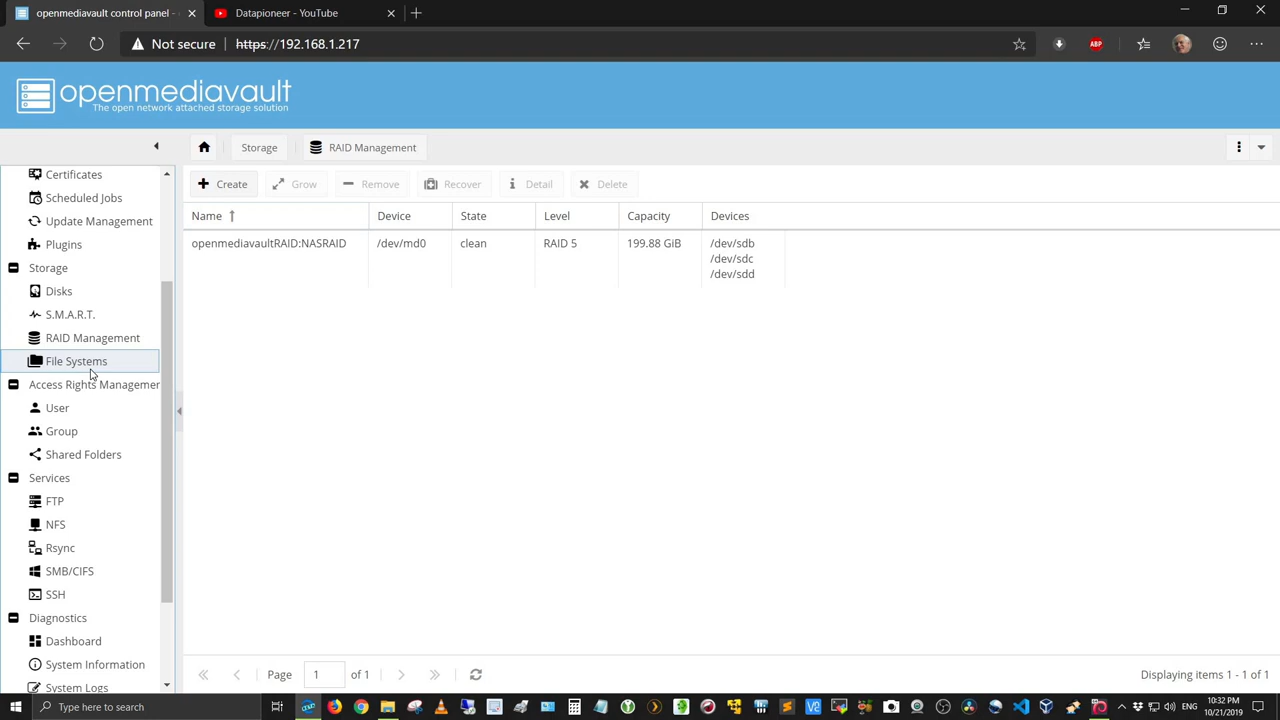 openmediavault control panel -
Datapioneer - YouTube
Not secure
https://192.168.1.217
ABP
openmediavault
The open network attached storage solution
Storage
RAID Management
Certificates
Scheduled Jobs
Update Management
Plugins
Storage
Disks
S.M.A.R.T.
RAID Management
File Systems
Access Rights Managemen
User
Group
Shared Folders
Services
FTP
NFS
Rsync
SMB/CIFS
SSH
Diagnostics
Dashboard
System Information
System Logs
Create
Grow
Remove
Recover
Detail
Delete
Name
Device
State
Level
Capacity
Devices
openmediavaultRAID:NASRAID
/dev/md0
clean
RAID 5
199.88 GiB
/dev/sdb
/dev/sdc
/dev/sdd
Page
1
of 1
Displaying items 1 - 1 of 1
Type here to search
ENG
10:32 PM
10/21/2019